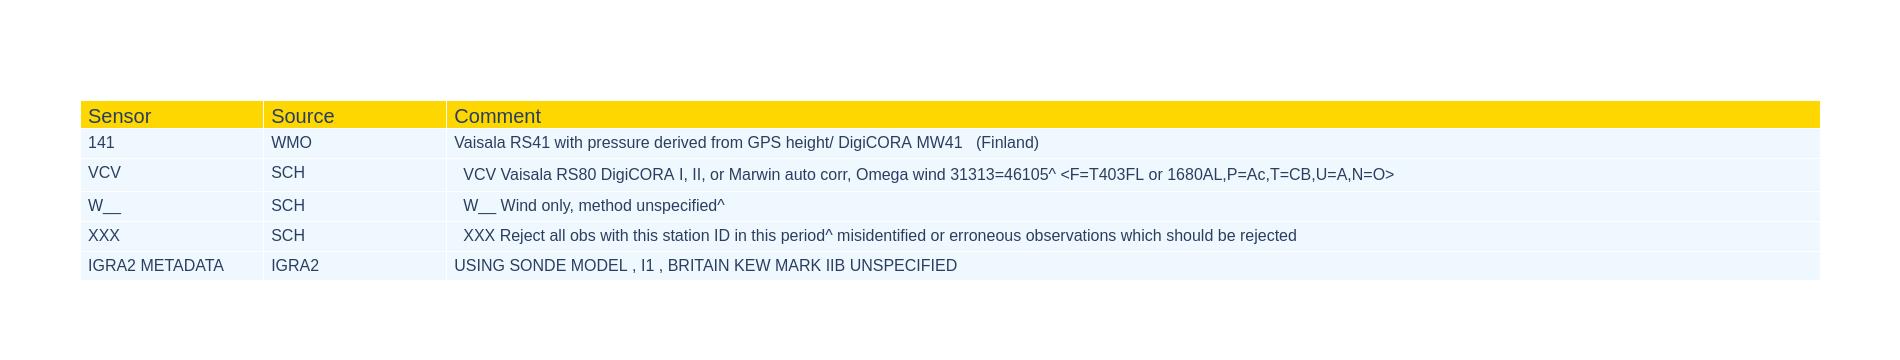 Sensor Source Comment
141 WMO Vaisala RS41 with pressure derived from GPS height/ DigiCORA MW41 (Finland)
VCV SCH VCV Vaisala RS80 DigiCORA I, II, or Marwin auto corr, Omega wind 31313=46105^ <F=T403FL or 1680AL,P=Ac,T=CB,U=A,N=O>
W__ SCH W__ Wind only, method unspecified^
XXX SCH XXX Reject all obs with this station ID in this period^ misidentified or erroneous observations which should be rejected
IGRA2 METADATA IGRA2 USING SONDE MODEL , I1 , BRITAIN KEW MARK IIB UNSPECIFIED